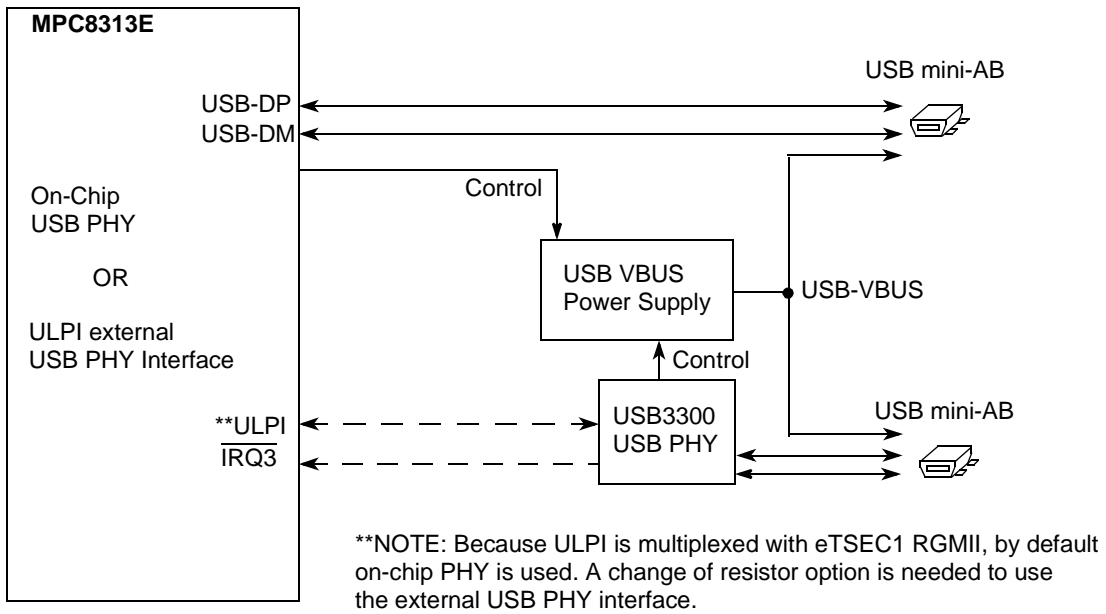 MPC8313E
USB mini-AB
USB-DP
USB-DM
Control
On-Chip
USB PHY
OR
ULPI external
USB PHY Interface
USB VBUS
Power Supply
USB-VBUS
Control
**ULPI
IRQ3
USB3300
USB PHY
USB mini-AB
**NOTE: Because ULPI is multiplexed with eTSEC1 RGMII, by default
on-chip PHY is used. A change of resistor option is needed to use
the external USB PHY interface.